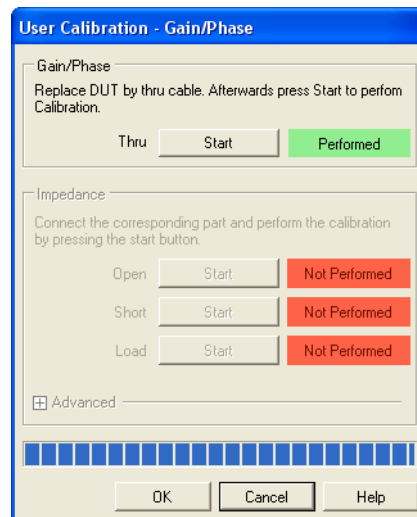 User Calibration - Gain/Phase
Gain/Phase
Replace DUT by thru cable. Afterwards press Start to perfom
Calibration.
Thru Start Performed
Impedance
Connect the corresponding part and perform the calibration
by pressing the start button.
Open Start Not Performed
Short Start Not Performed
Load Start Not Performed
Advanced
OK Cancel Help